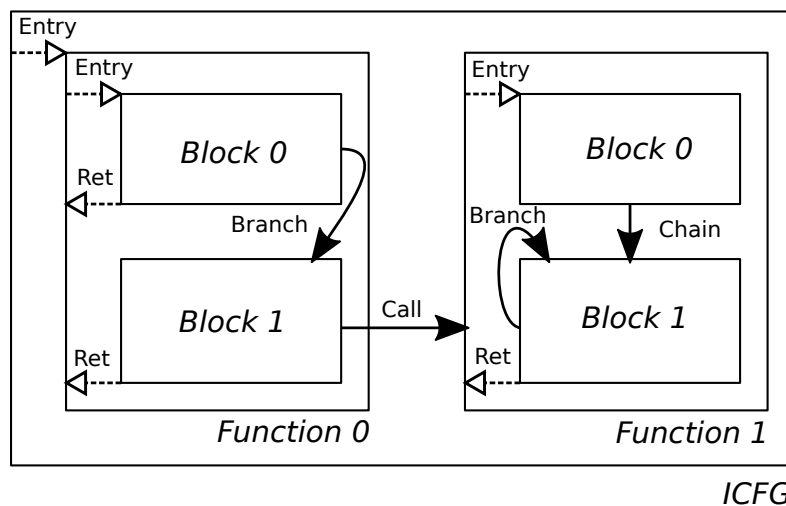 Entry
Entry
Block 0
Ret
Branch
Block 1
Ret
Function 0
Call
Entry
Block 0
Branch
Chain
Block 1
Ret
Function 1
ICFG